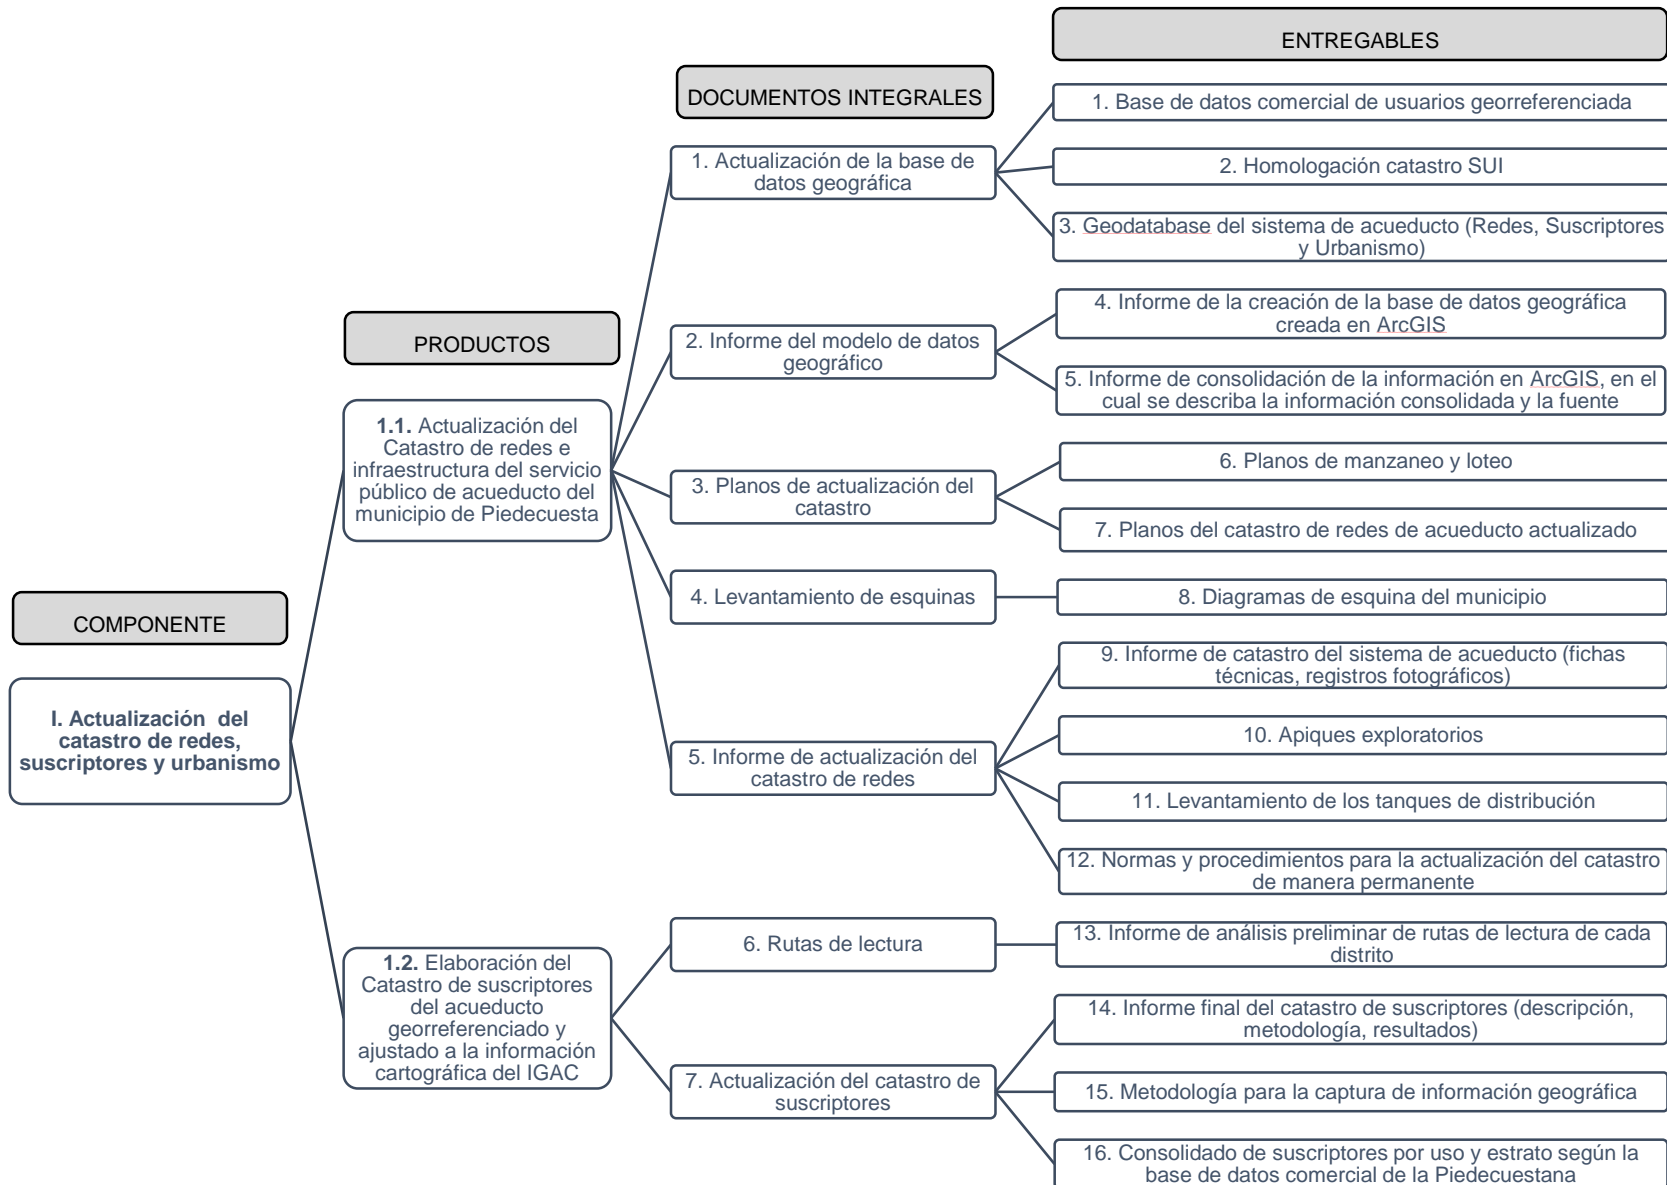 ENTREGABLES
DOCUMENTOS INTEGRALES
PRODUCTOS
COMPONENTE
I. Actualización  del
catastro de redes,
suscriptores y urbanismo
1.1. Actualización del
Catastro de redes e
infraestructura del servicio
público de acueducto del
municipio de Piedecuesta
1. Actualización de la base de
datos geográfica
1. Base de datos comercial de usuarios georreferenciada
2. Homologación catastro SUI
3. Geodatabase del sistema de acueducto (Redes, Suscriptores
y Urbanismo)
2. Informe del modelo de datos
geográfico
4. Informe de la creación de la base de datos geográfica
creada en ArcGIS
5. Informe de consolidación de la información en ArcGIS, en el
cual se describa la información consolidada y la fuente
3. Planos de actualización del
catastro
6. Planos de manzaneo y loteo
7. Planos del catastro de redes de acueducto actualizado
4. Levantamiento de esquinas
8. Diagramas de esquina del municipio
5. Informe de actualización del
catastro de redes
9. Informe de catastro del sistema de acueducto (fichas
técnicas, registros fotográficos)
10. Apiques exploratorios
11. Levantamiento de los tanques de distribución
12. Normas y procedimientos para la actualización del catastro
de manera permanente
1.2. Elaboración del
Catastro de suscriptores
del acueducto
georreferenciado y
ajustado a la información
cartográfica del IGAC
6. Rutas de lectura
13. Informe de análisis preliminar de rutas de lectura de cada
distrito
7. Actualización del catastro de
suscriptores
14. Informe final del catastro de suscriptores (descripción,
metodología, resultados)
15. Metodología para la captura de información geográfica
16. Consolidado de suscriptores por uso y estrato según la
base de datos comercial de la Piedecuestana